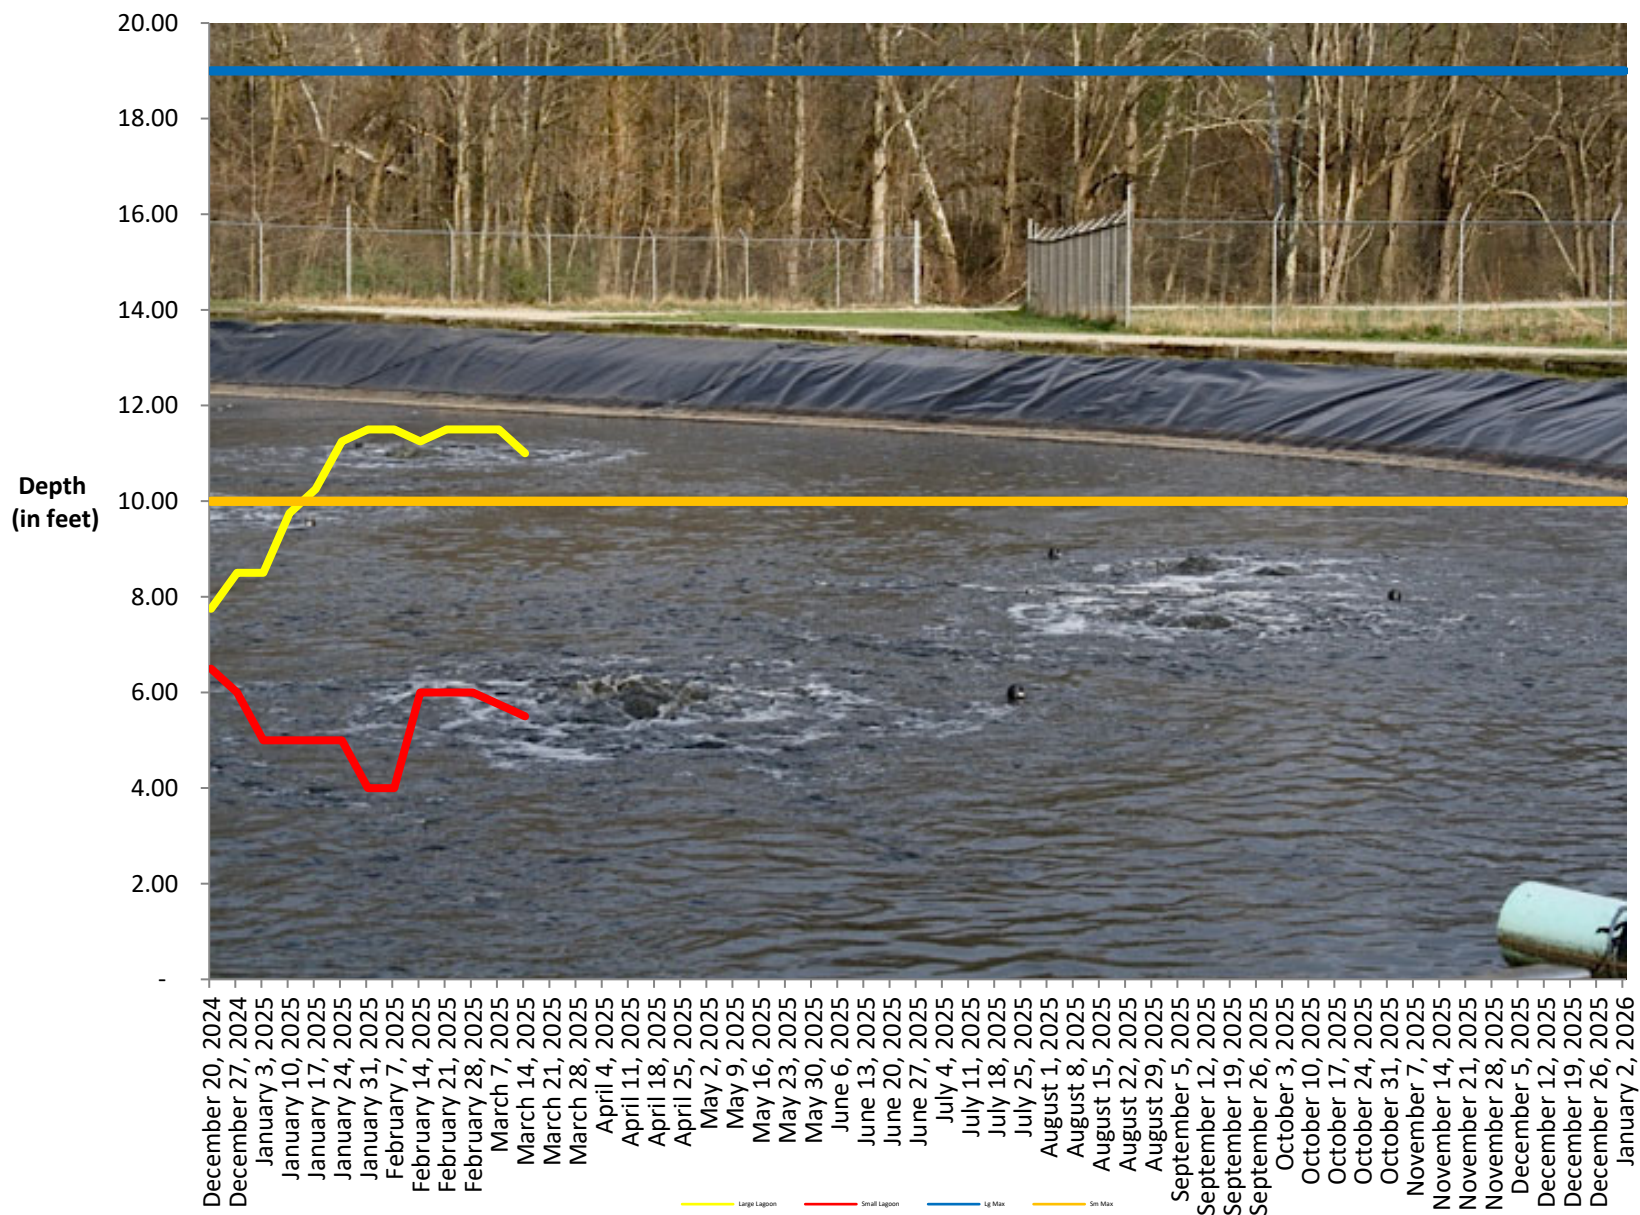 20.00
18.00
16.00
14.00
12.00
10.00
8.00
6.00
4.00
2.00
-
Depth
(in feet)
December 20, 2024
December 27, 2024
January 3, 2025
January 10, 2025
January 17, 2025
January 24, 2025
January 31, 2025
February 7, 2025
February 14, 2025
February 21, 2025
February 28, 2025
March 7, 2025
March 14, 2025
March 21, 2025
March 28, 2025
April 4, 2025
April 11, 2025
April 18, 2025
April 25, 2025
May 2, 2025
May 9, 2025
May 16, 2025
May 23, 2025
May 30, 2025
June 6, 2025
June 13, 2025
June 20, 2025
June 27, 2025
July 4, 2025
July 11, 2025
July 18, 2025
July 25, 2025
August 1, 2025
August 8, 2025
August 15, 2025
August 22, 2025
August 29, 2025
September 5, 2025
September 12, 2025
September 19, 2025
September 26, 2025
October 3, 2025
October 10, 2025
October 17, 2025
October 24, 2025
October 31, 2025
November 7, 2025
November 14, 2025
November 21, 2025
November 28, 2025
December 5, 2025
December 12, 2025
December 19, 2025
December 26, 2025
January 2, 2026
Large Lagoon
Small Lagoon
Lg Max
Sm Max